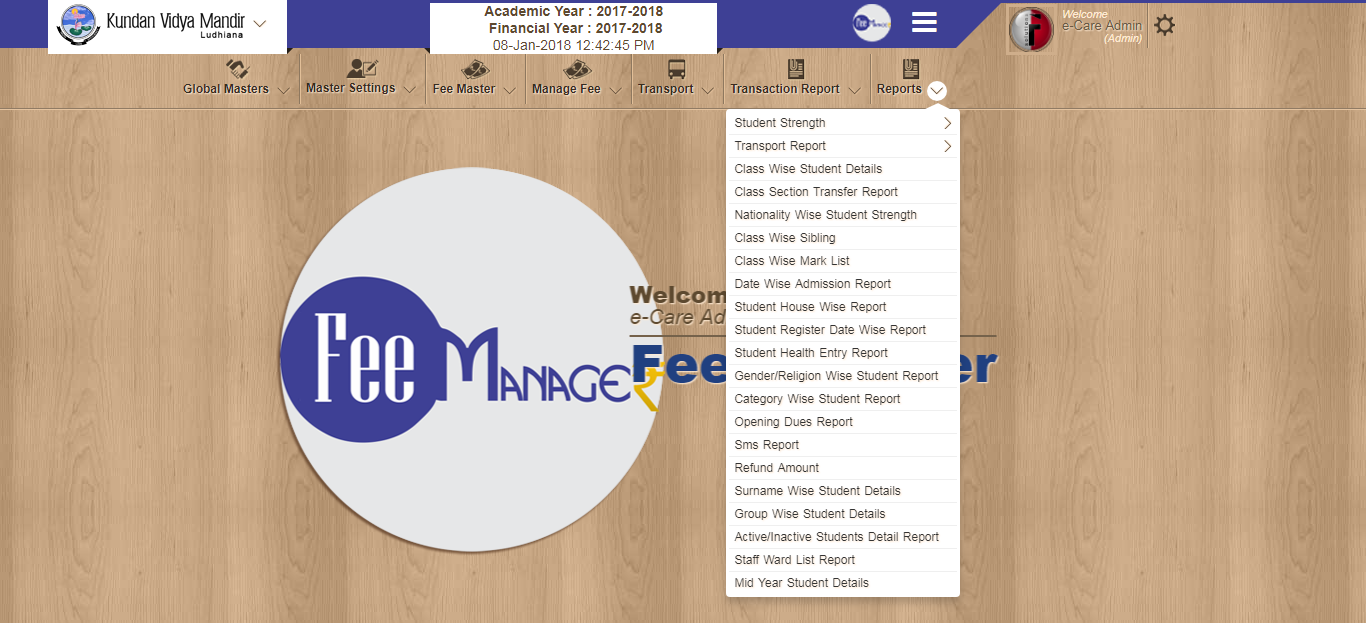 Kundan Vidya Mandir
Ludhiana
Academic Year : 2017-2018
Financial Year : 2017-2018
08-Jan-2018 12:42:45 PM
Fee Manager
Welcome
e-Care Admin
(Admin)
Global Masters
Master Settings
Fee Master
Manage Fee
Transport
Transaction Report
Reports
Student Strength
Transport Report
Class Wise Student Details
Class Section Transfer Report
Nationality Wise Student Strength
Class Wise Sibling
Class Wise Mark List
Date Wise Admission Report
Student House Wise Report
Student Register Date Wise Report
Student Health Entry Report
Gender/Religion Wise Student Report
Category Wise Student Report
Opening Dues Report
Sms Report
Refund Amount
Surname Wise Student Details
Group Wise Student Details
Active/Inactive Students Detail Report
Staff Ward List Report
Mid Year Student Details
Welcom
e-Care Ad
Fee Manage₹
Fee er